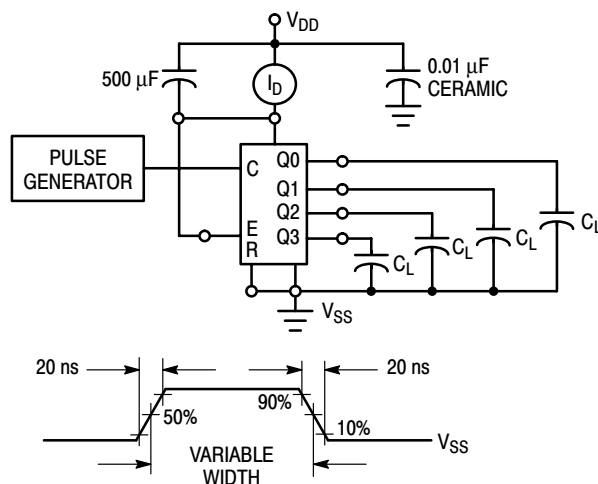 V_DD
500 μF
I_D
0.01 μF
CERAMIC
PULSE
GENERATOR
C
Q0
Q1
Q2
Q3
E
R
C_L
C_L
C_L
C_L
V_SS
20 ns
20 ns
50%
90%
10%
V_SS
VARIABLE
WIDTH